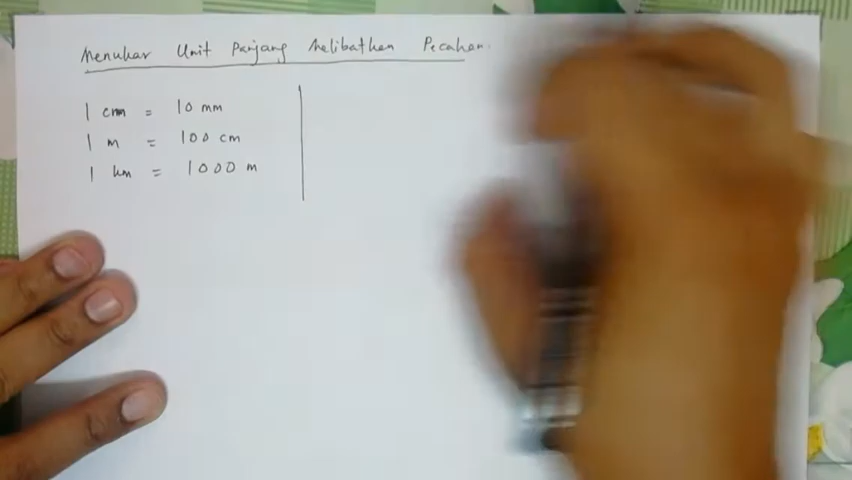 Menukar Unit Panjang Melibatkan Pecahan.
1 cm = 10 mm
1 m = 100 cm
1 km = 1000 m